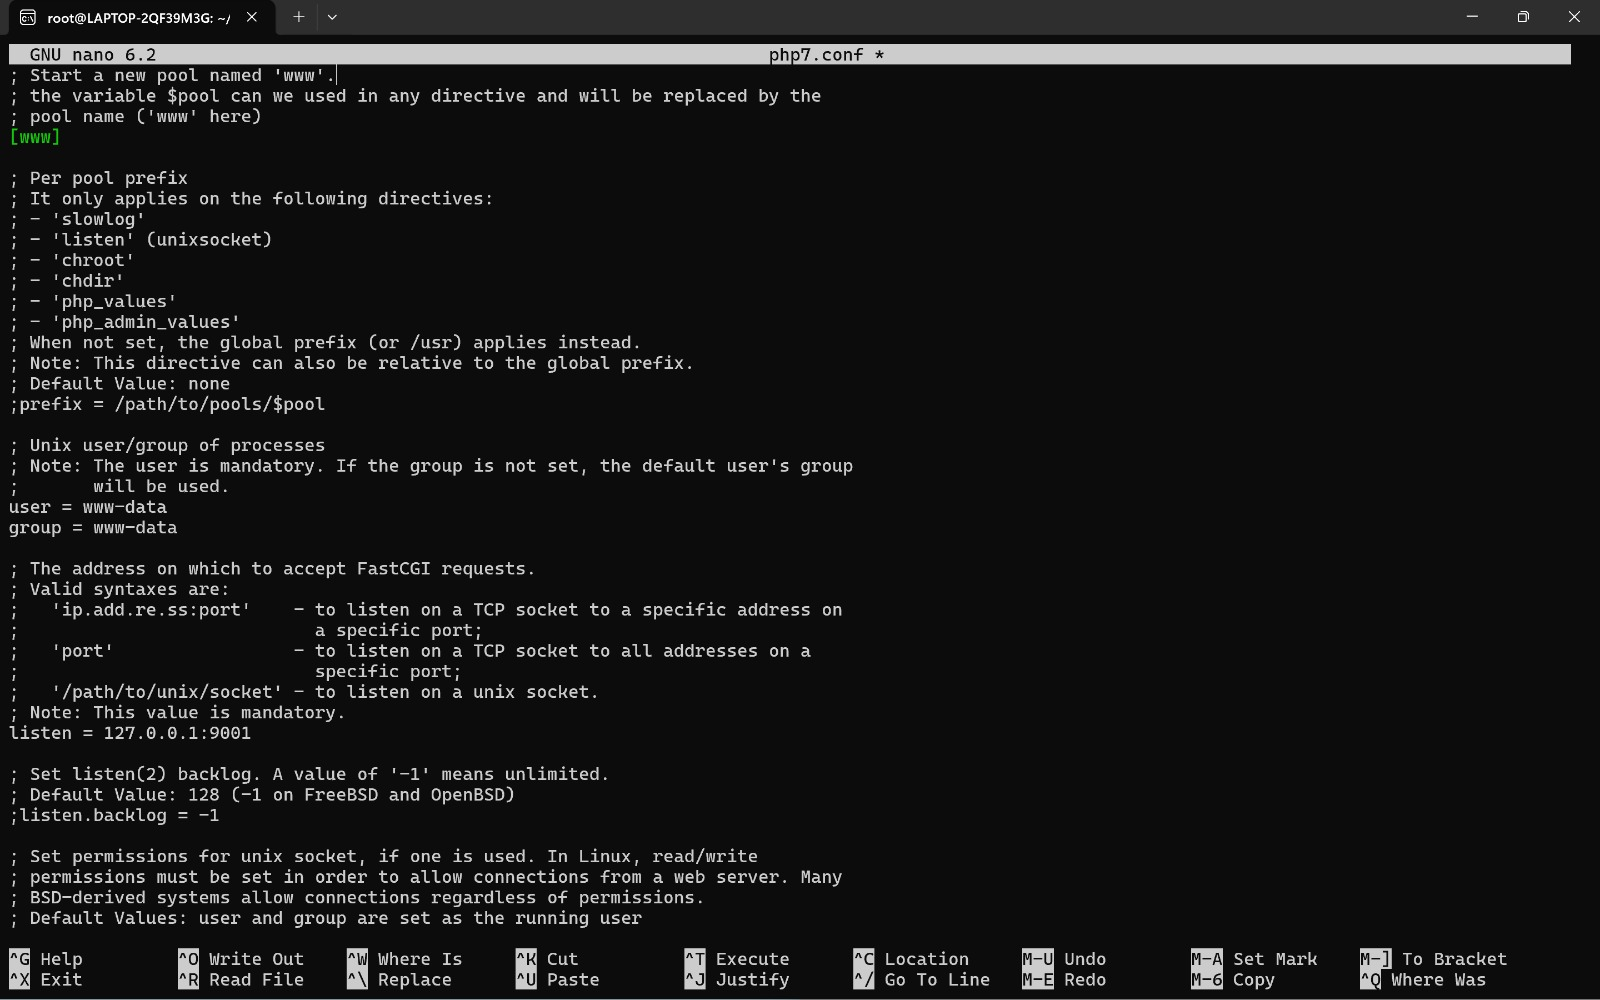 root@LAPTOP-2QF39M3G: ~/
GNU nano 6.2 php7.conf *
; Start a new pool named 'www'.
; the variable $pool can we used in any directive and will be replaced by the
; pool name ('www' here)
[www]
; Per pool prefix
; It only applies on the following directives:
; - 'slowlog'
; - 'listen' (unixsocket)
; - 'chroot'
; - 'chdir'
; - 'php_values'
; - 'php_admin_values'
; When not set, the global prefix (or /usr) applies instead.
; Note: This directive can also be relative to the global prefix.
; Default Value: none
;prefix = /path/to/pools/$pool
; Unix user/group of processes
; Note: The user is mandatory. If the group is not set, the default user's group
;       will be used.
user = www-data
group = www-data
; The address on which to accept FastCGI requests.
; Valid syntaxes are:
;   'ip.add.re.ss:port'    - to listen on a TCP socket to a specific address on
;                            a specific port;
;   'port'                 - to listen on a TCP socket to all addresses on a
;                            specific port;
;   '/path/to/unix/socket' - to listen on a unix socket.
; Note: This value is mandatory.
listen = 127.0.0.1:9001
; Set listen(2) backlog. A value of '-1' means unlimited.
; Default Value: 128 (-1 on FreeBSD and OpenBSD)
;listen.backlog = -1
; Set permissions for unix socket, if one is used. In Linux, read/write
; permissions must be set in order to allow connections from a web server. Many
; BSD-derived systems allow connections regardless of permissions.
; Default Values: user and group are set as the running user
^G Help ^O Write Out ^W Where Is ^K Cut ^T Execute ^C Location M-U Undo M-A Set Mark M-] To Bracket
^X Exit ^R Read File ^\ Replace ^U Paste ^J Justify ^/ Go To Line M-E Redo M-6 Copy ^Q Where Was